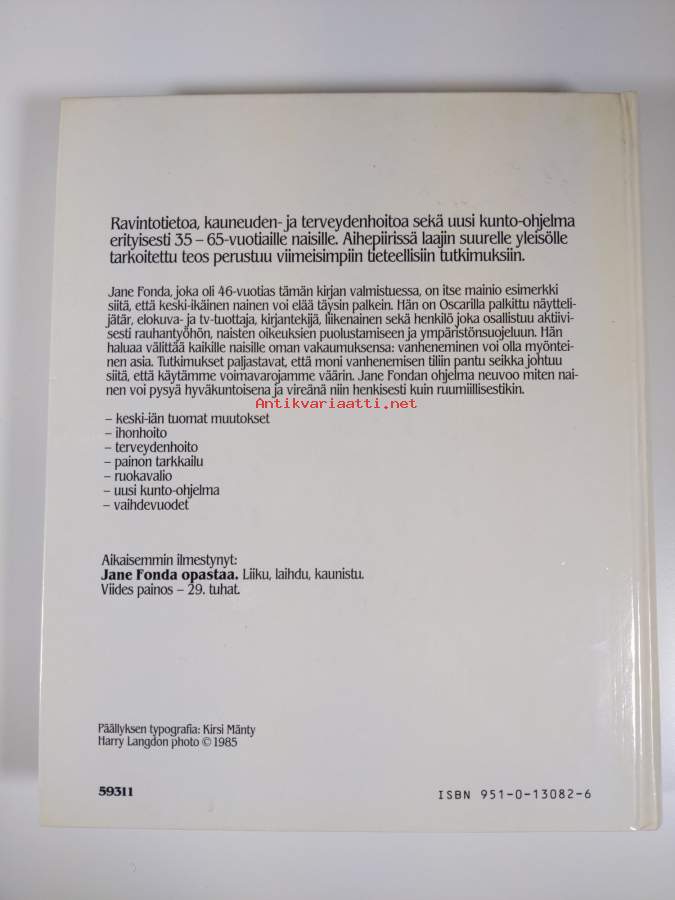 Ravintotietoa, kauneuden- ja terveydenhoitoa sekä uusi kunto-ohjelma
erityisesti 35 – 65-vuotiaille naisille. Aihepiirissä laajin suurelle yleisölle
tarkoitettu teos perustuu viimeisimpiin tieteellisiin tutkimuksiin.
Jane Fonda, joka oli 46-vuotias tämän kirjan valmistuessa, on itse mainio esimerkki
siitä, että keski-ikäinen nainen voi elää täysin palkein. Hän on Oscarilla palkittu näytteli-
jätär, elokuva- ja tv-tuottaja, kirjantekijä, liikenainen sekä henkilö joka osallistuu aktiivi-
sesti rauhantyöhön, naisten oikeuksien puolustamiseen ja ympäristönsuojeluun. Hän
haluaa välittää kaikille naisille oman vakaumuksensa: vanheneminen voi olla myöntei-
nen asia. Tutkimukset paljastavat, että moni vanhenemisen tiliin pantu seikka johtuu
siitä, että käytämme voimavarojamme väärin. Jane Fondan ohjelma neuvoo miten nai-
nen voi pysyä hyväkuntoisena ja vireänä niin henkisesti kuin ruumiillisestikin.
Antikvariaatti.net
– keski-iän tuomat muutokset
– ihonhoito
– terveydenhoito
– painon tarkkailu
– ruokavalio
– uusi kunto-ohjelma
– vaihdevuodet
Aikaisemmin ilmestynyt:
Jane Fonda opastaa. Liiku, laihdu, kaunistu.
Viides painos – 29. tuhat.
Päällyksen typografia: Kirsi Mänty
Harry Langdon photo © 1985
59311
ISBN 951-0-13082-6